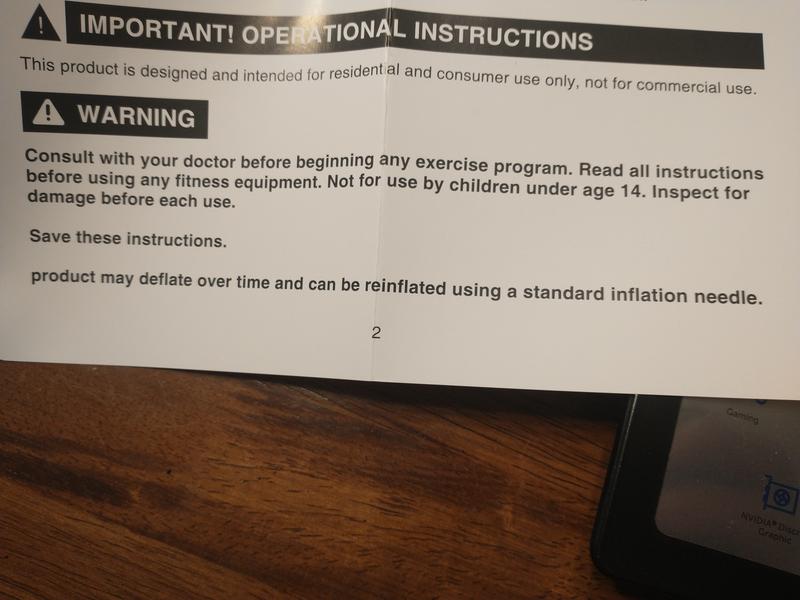 IMPORTANT! OPERATIONAL INSTRUCTIONS
This product is designed and intended for residential and consumer use only, not for commercial use.
WARNING
Consult with your doctor before beginning any exercise program. Read all instructions
before using any fitness equipment. Not for use by children under age 14. Inspect for
damage before each use.
Save these instructions.
product may deflate over time and can be reinflated using a standard inflation needle.
2
Gaming
NVIDIA® Discr
Graphic